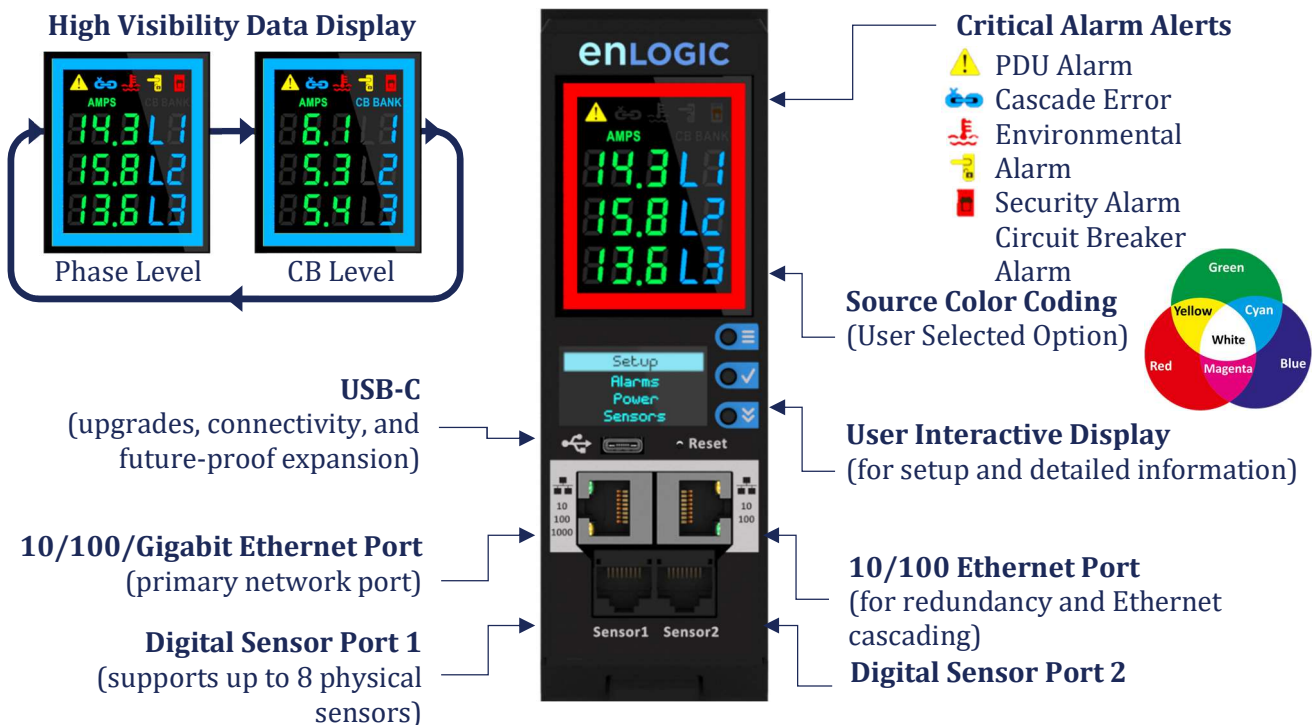 High Visibility Data Display
AMPS CB BANK
14.3 L1
15.8 L2
13.6 L3
Phase Level
AMPS CB BANK
6.1 1
5.3 L2
5.4 3
CB Level
enLOGIC
AMPS CB BANK
14.3 L1
15.8 L2
13.6 L3
Setup
Alarms
Power
Sensors
Reset
10
100
1000
10
100
Sensor1 Sensor2
USB-C
(upgrades, connectivity, and
future-proof expansion)
10/100/Gigabit Ethernet Port
(primary network port)
Digital Sensor Port 1
(supports up to 8 physical
sensors)
Critical Alarm Alerts
PDU Alarm
Cascade Error
Environmental
Alarm
Security Alarm
Circuit Breaker
Alarm
Source Color Coding
(User Selected Option)
Green
Yellow
Cyan
White
Red
Magenta
Blue
User Interactive Display
(for setup and detailed information)
10/100 Ethernet Port
(for redundancy and Ethernet
cascading)
Digital Sensor Port 2